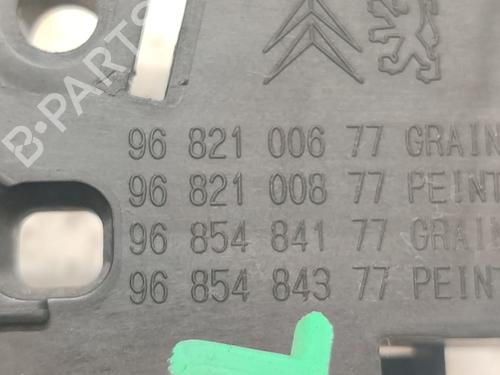 B-PARTS
96 821 006 77 GRAIN
96 821 008 77 PEINT
96 854 841 77 GRAIN
96 854 843 77 PEINT